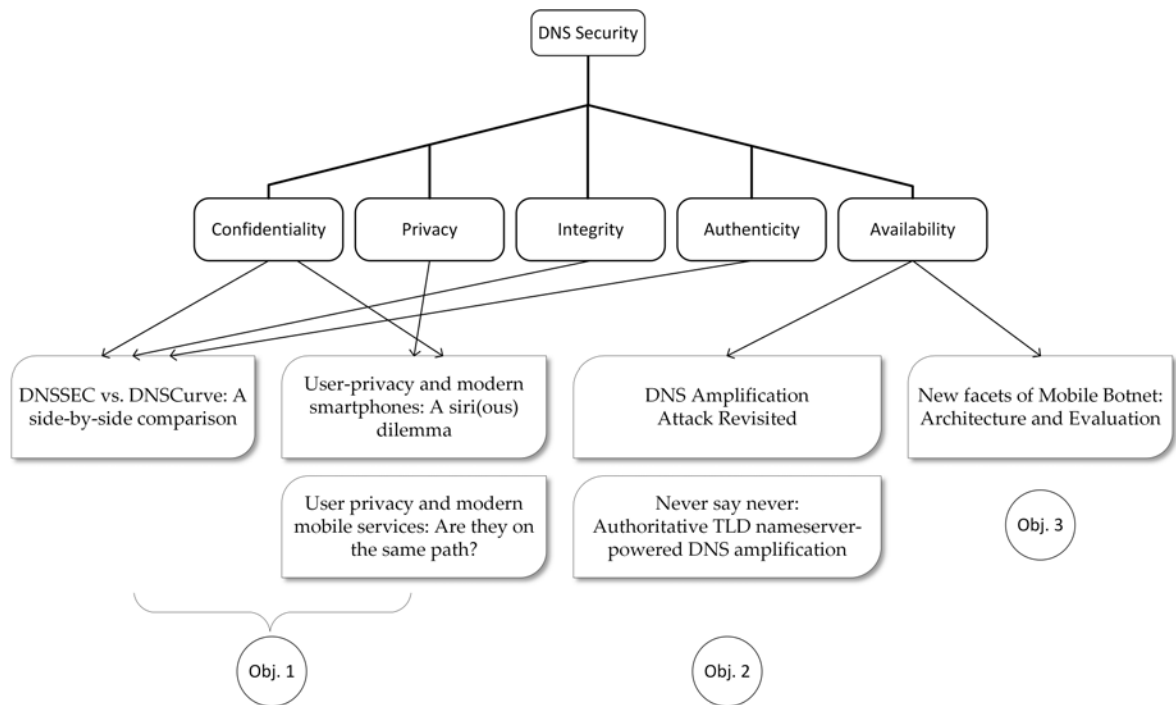 DNS Security
Confidentiality
Privacy
Integrity
Authenticity
Availability
DNSSEC vs. DNSCurve: A
side-by-side comparison
User-privacy and modern
smartphones: A siri(ous)
dilemma
DNS Amplification
Attack Revisited
New facets of Mobile Botnet:
Architecture and Evaluation
User privacy and modern
mobile services: Are they on
the same path?
Never say never:
Authoritative TLD nameserver-
powered DNS amplification
Obj. 3
Obj. 1
Obj. 2